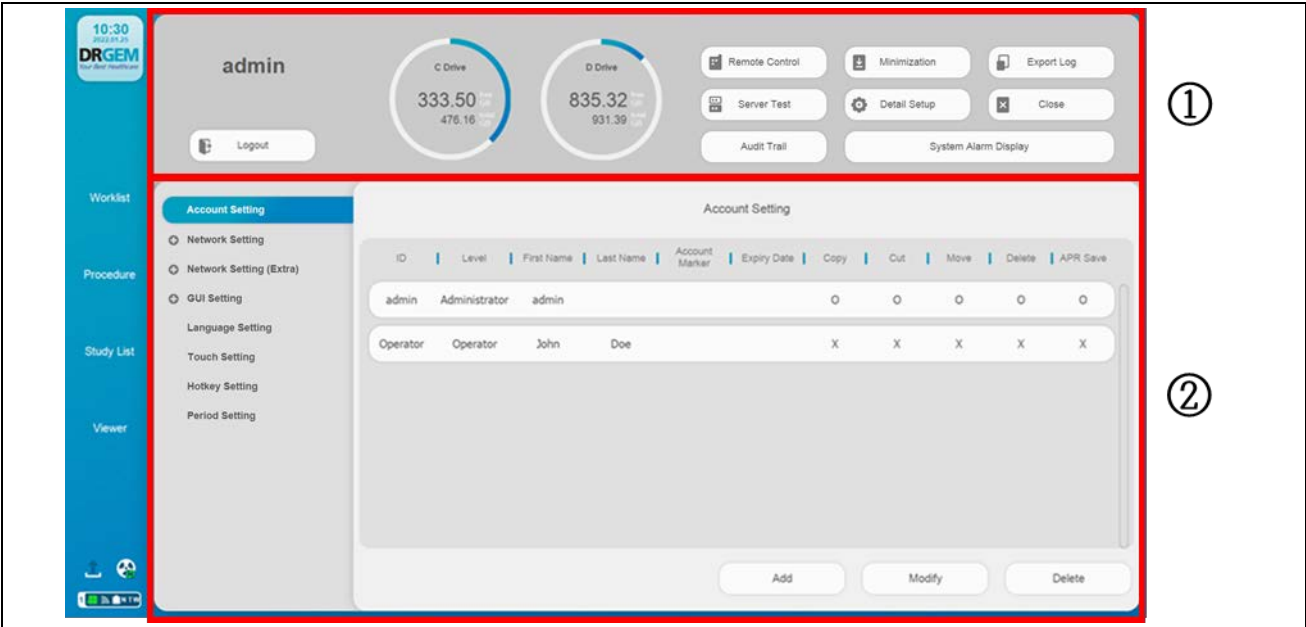 10:30
2022.01.25
DRGEM
Your Best Healthcare
Worklist
Procedure
Study List
Viewer
admin
Logout
C Drive
333.50
476.16
D Drive
835.32
931.39
Remote Control
Minimization
Export Log
Server Test
Detail Setup
Close
Audit Trail
System Alarm Display
①
Account Setting
Network Setting
Network Setting (Extra)
GUI Setting
Language Setting
Touch Setting
Hotkey Setting
Period Setting
Account Setting
ID Level First Name Last Name Account Marker Expiry Date Copy Cut Move Delete APR Save
admin Administrator admin O O O O O
Operator Operator John Doe X X X X X
Add Modify Delete
②